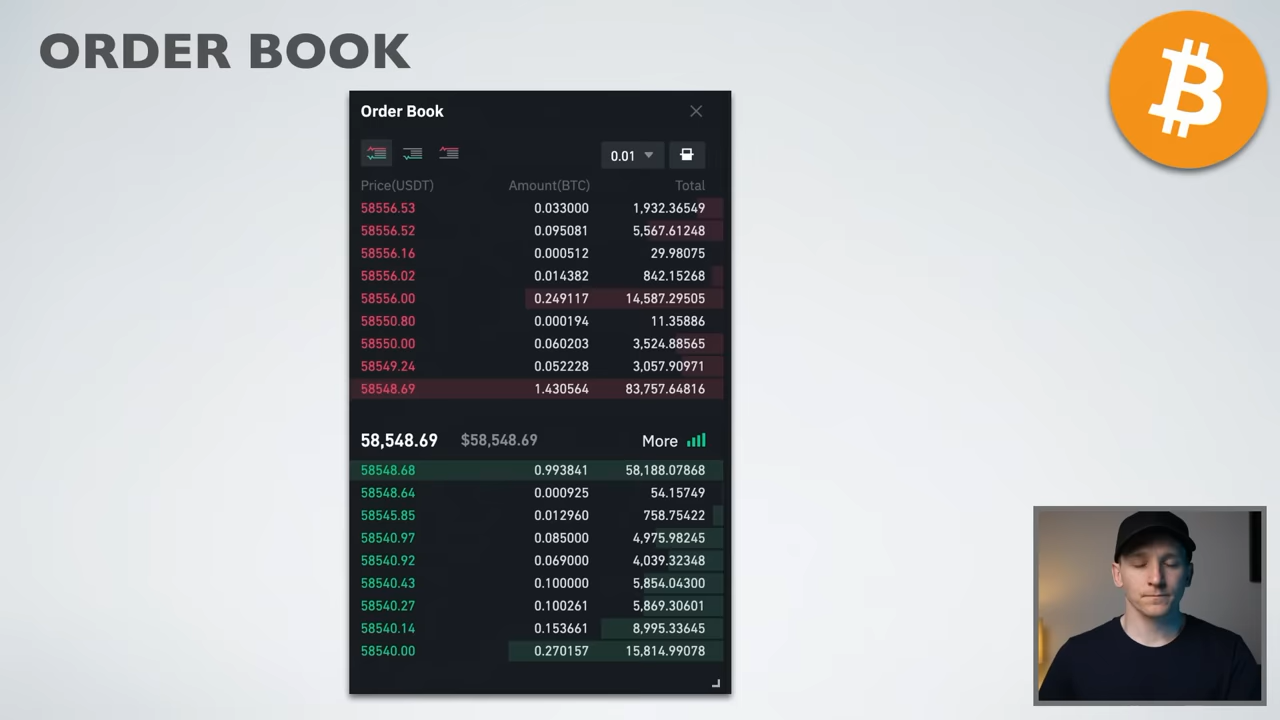 ORDER BOOK
Order Book
0.01
Price(USDT) Amount(BTC) Total
58556.53 0.033000 1,932.36549
58556.52 0.095081 5,567.61248
58556.16 0.000512 29.98075
58556.02 0.014382 842.15268
58556.00 0.249117 14,587.29505
58550.80 0.000194 11.35886
58550.00 0.060203 3,524.88565
58549.24 0.052228 3,057.90971
58548.69 1.430564 83,757.64816
58,548.69 $58,548.69 More
58548.68 0.993841 58,188.07868
58548.64 0.000925 54.15749
58545.85 0.012960 758.75422
58540.97 0.085000 4,975.98245
58540.92 0.069000 4,039.32348
58540.43 0.100000 5,854.04300
58540.27 0.100261 5,869.30601
58540.14 0.153661 8,995.33645
58540.00 0.270157 15,814.99078